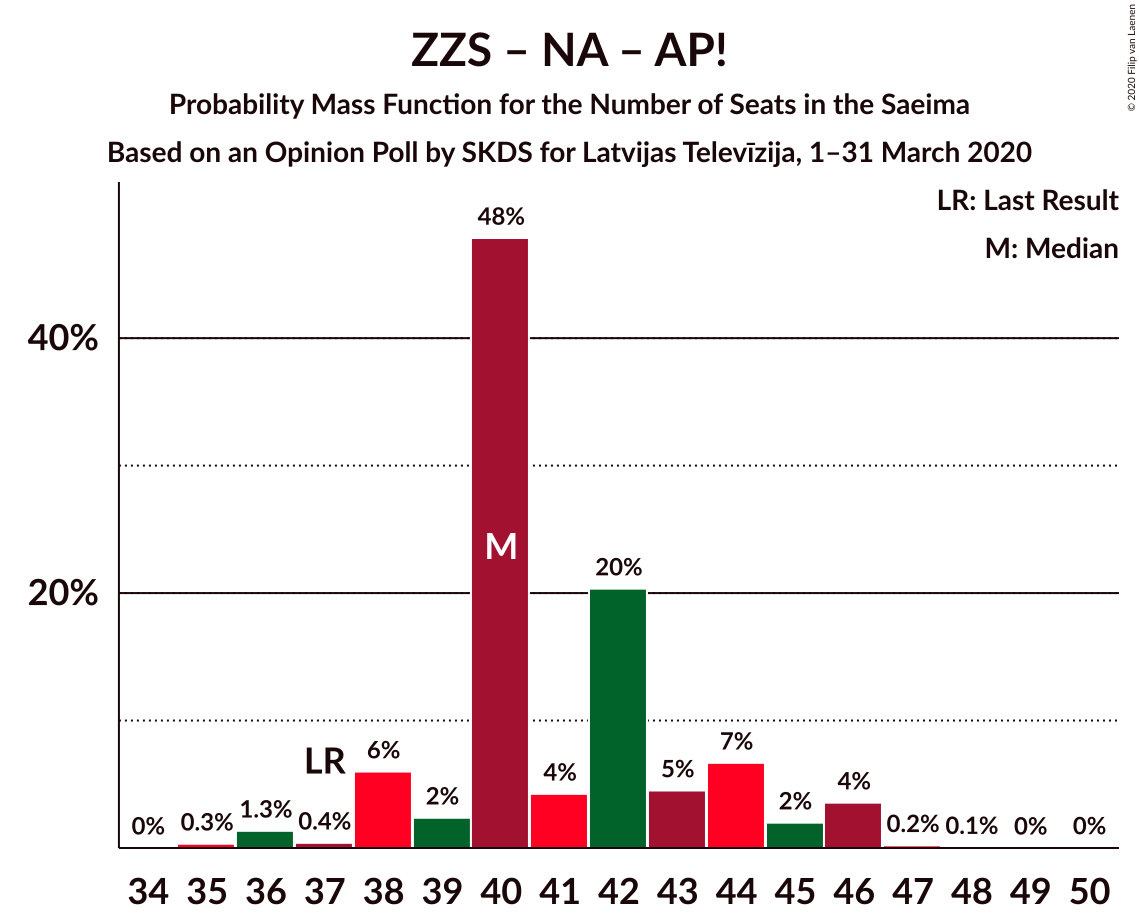 ZZS – NA – AP!
Probability Mass Function for the Number of Seats in the Saeima
Based on an Opinion Poll by SKDS for Latvijas Televīzija, 1–31 March 2020
© 2020 Filip van Laenen
LR: Last Result
M: Median
48%
40%
M
20%
20%
LR
0%
0.3%
1.3%
0.4%
6%
2%
4%
5%
7%
2%
4%
0.2%
0.1%
0%
0%
34 35 36 37 38 39 40 41 42 43 44 45 46 47 48 49 50